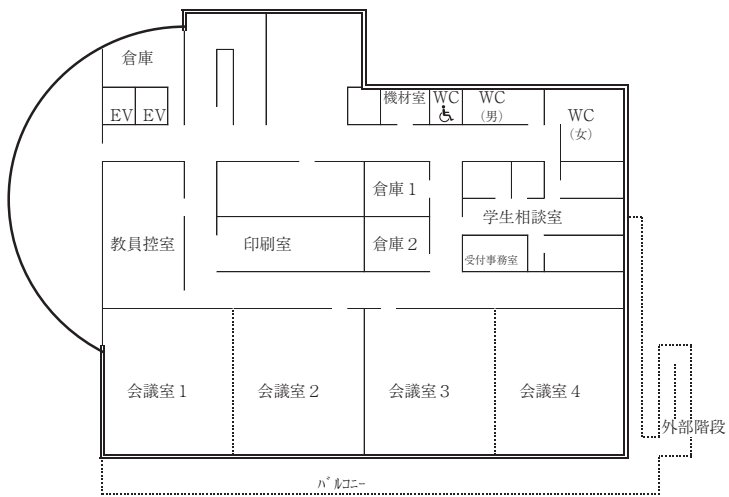 倉庫
EV
EV
機材室
WC
WC
(男)
WC
(女)
倉庫１
教員控室
印刷室
倉庫２
学生相談室
受付事務室
会議室１
会議室２
会議室３
会議室４
外部階段
ﾊﾞﾙｺﾆｰ